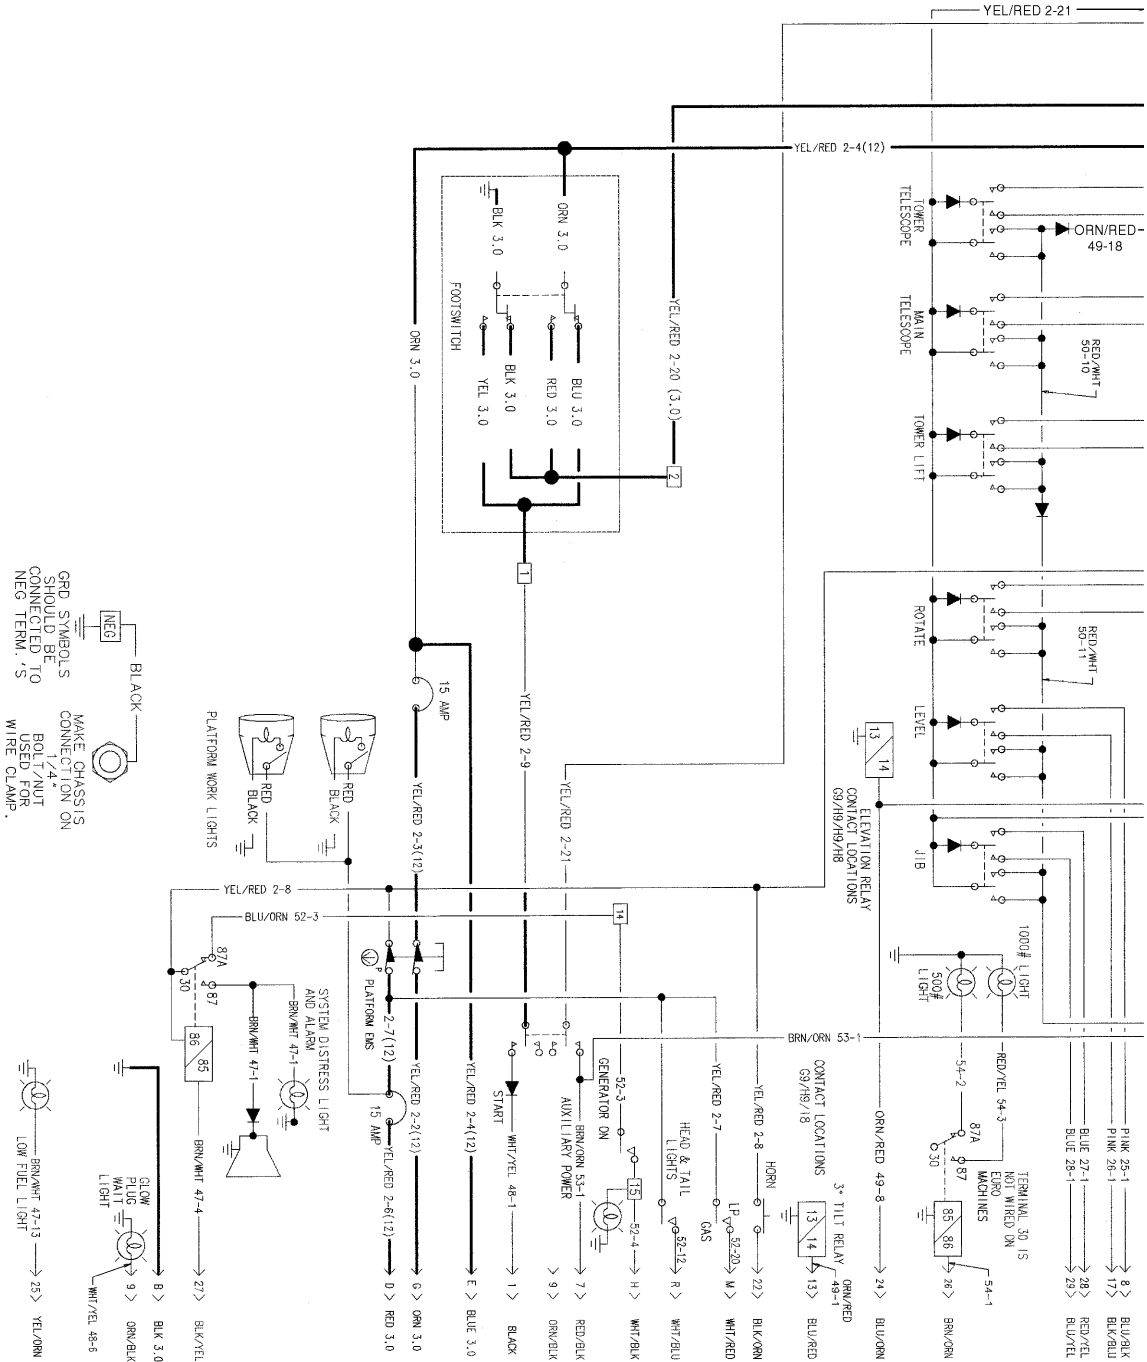 YEL/RED 2-21
YEL/RED 2-4(12)
TOWER
TELESCOPE
ORN/RED
49-18
MAIN
TELESCOPE
RED/WHT
50-10
TOWER LIFT
ROTATE
RED/WHT
50-11
LEVEL
JIB
BLK 3.0
ORN 3.0
FOOTSWITCH
YEL 3.0
BLK 3.0
RED 3.0
BLU 3.0
ORN 3.0
YEL/RED 2-20 (3.0)
2
1
YEL/RED 2-9
YEL/RED 2-21
15 AMP
YEL/RED 2-3(12)
GRD SYMBOLS
SHOULD BE
CONNECTED TO
NEG TERM.'S
NEG
BLACK
MAKE CHASSIS
CONNECTION ON
1/4"
BOLT/NUT
USED FOR
WIRE CLAMP.
PLATFORM WORK LIGHTS
RED
BLACK
RED
BLACK
13
14
ELEVATION RELAY
CONTACT LOCATIONS
G9/H9/H9/H8
YEL/RED 2-8
BLU/ORN 52-3
14
87A
87
30
86
85
BRN/WHT 47-1
BRN/WHT 47-1
SYSTEM DISTRESS LIGHT
AND ALARM
P
PLATFORM EMS
2-7(12)
15 AMP
YEL/RED 2-2(12)
YEL/RED 2-6(12)
YEL/RED 2-4(12)
START
WHT/YEL 48-1
AUXILIARY POWER
BRN/ORN 53-1
BRN/ORN 53-1
GENERATOR ON
52-3
15
52-4
HEAD & TAIL
LIGHTS
52-12
YEL/RED 2-7
GAS
LP
52-20
YEL/RED 2-8
HORN
CONTACT LOCATIONS
G9/H9/I8
3° TILT RELAY
13
14
ORN/RED
49-1
ORN/RED 49-8
1000# LIGHT
500#
LIGHT
54-2
RED/YEL 54-3
87A
87
30
TERMINAL 30 IS
NOT WIRED ON
EURO
MACHINES
85
86
54-1
BLUE 28-1
BLUE 27-1
PINK 26-1
PINK 25-1
LOW FUEL LIGHT
BRN/WHT 47-13
GLOW
PLUG
WAIT
LIGHT
WHT/YEL 48-6
BRN/WHT 47-4
25 YEL/ORN
9 ORN/BLK
B BLK 3.0
27 BLK/YEL
D RED 3.0
G ORN 3.0
E BLUE 3.0
1 BLACK
9 ORN/BLK
7 RED/BLK
H WHT/BLK
R WHT/BLU
M WHT/RED
22 BLK/ORN
13 BLU/RED
24 BLU/ORN
26 BRN/ORN
29 BLU/YEL
28 RED/YEL
17 BLK/BLU
8 BLU/BLK